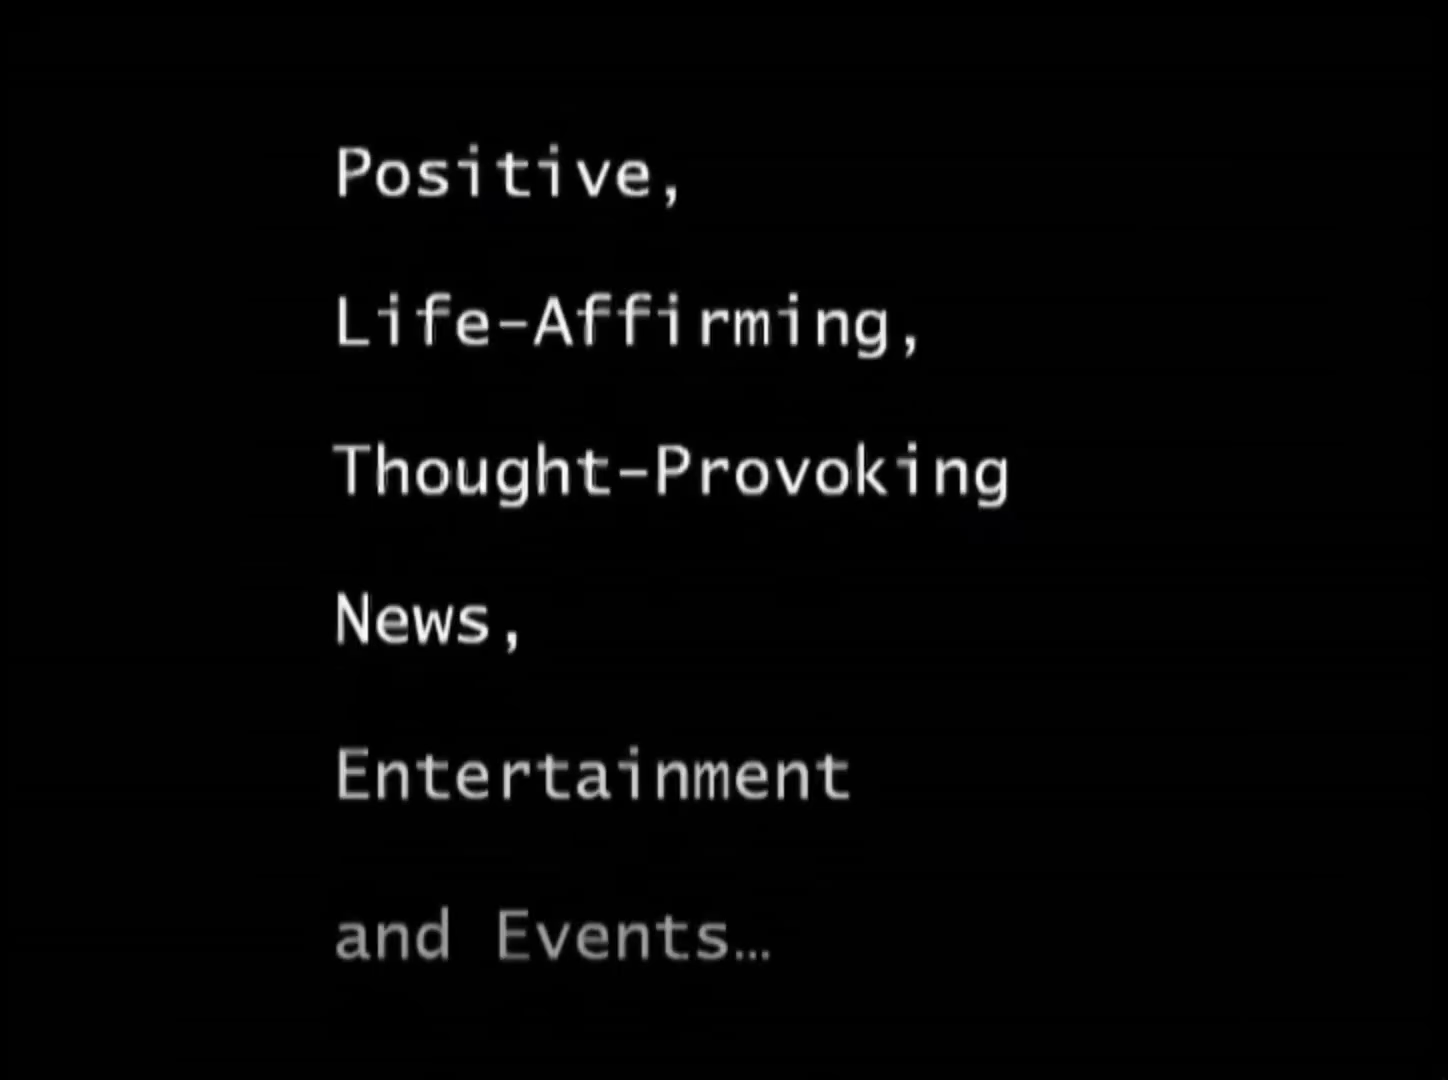 Positive,
Life-Affirming,
Thought-Provoking
News,
Entertainment
and Events…